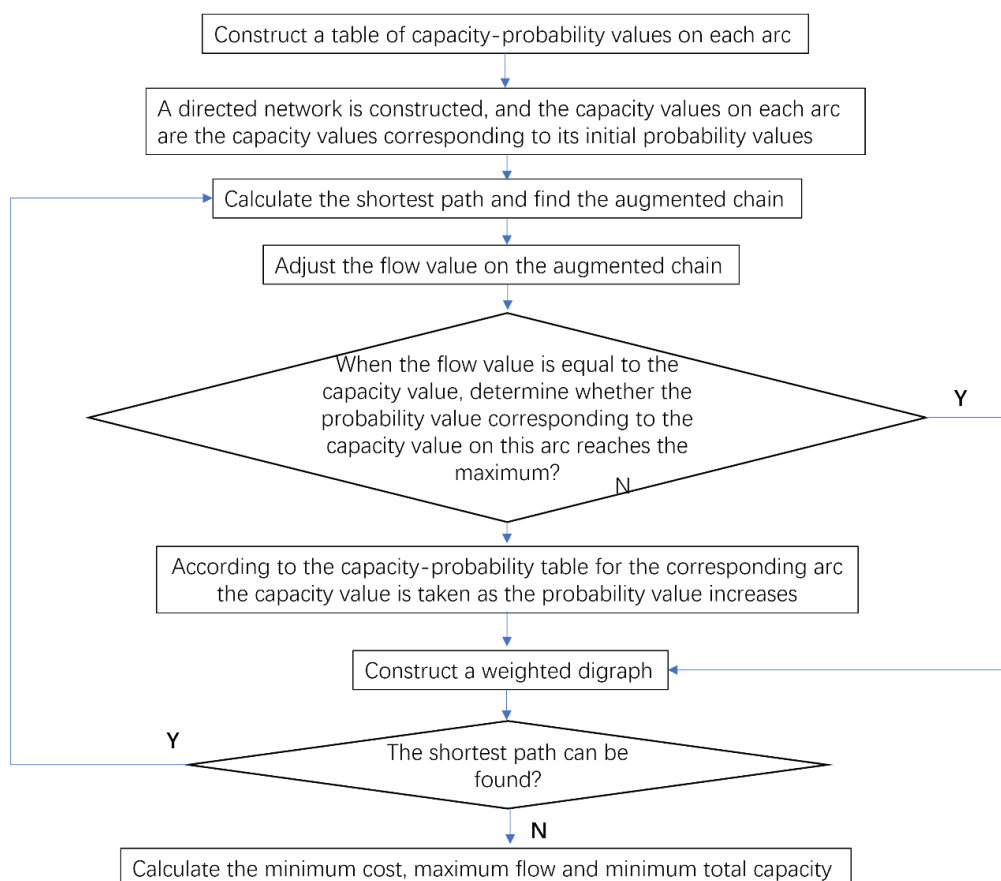 Construct a table of capacity-probability values on each arc
A directed network is constructed, and the capacity values on each arc
are the capacity values corresponding to its initial probability values
Calculate the shortest path and find the augmented chain
Adjust the flow value on the augmented chain
When the flow value is equal to the
capacity value, determine whether the
probability value corresponding to the
capacity value on this arc reaches the
maximum?
Y
N
According to the capacity-probability table for the corresponding arc
the capacity value is taken as the probability value increases
Construct a weighted digraph
Y
The shortest path can be
found?
N
Calculate the minimum cost, maximum flow and minimum total capacity